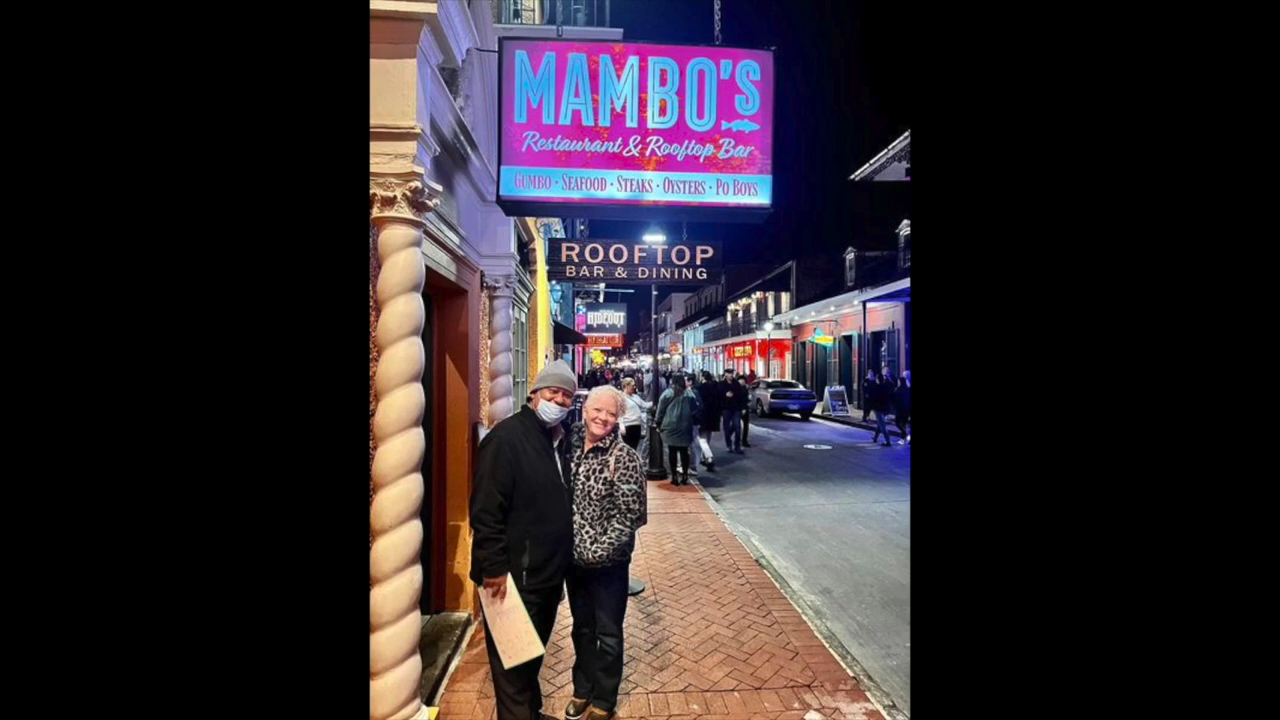 MAMBO'S
Restaurant & Rooftop Bar
GUMBO · SEAFOOD · STEAKS · OYSTERS · PO BOYS
ROOFTOP
BAR & DINING
HIDEOUT